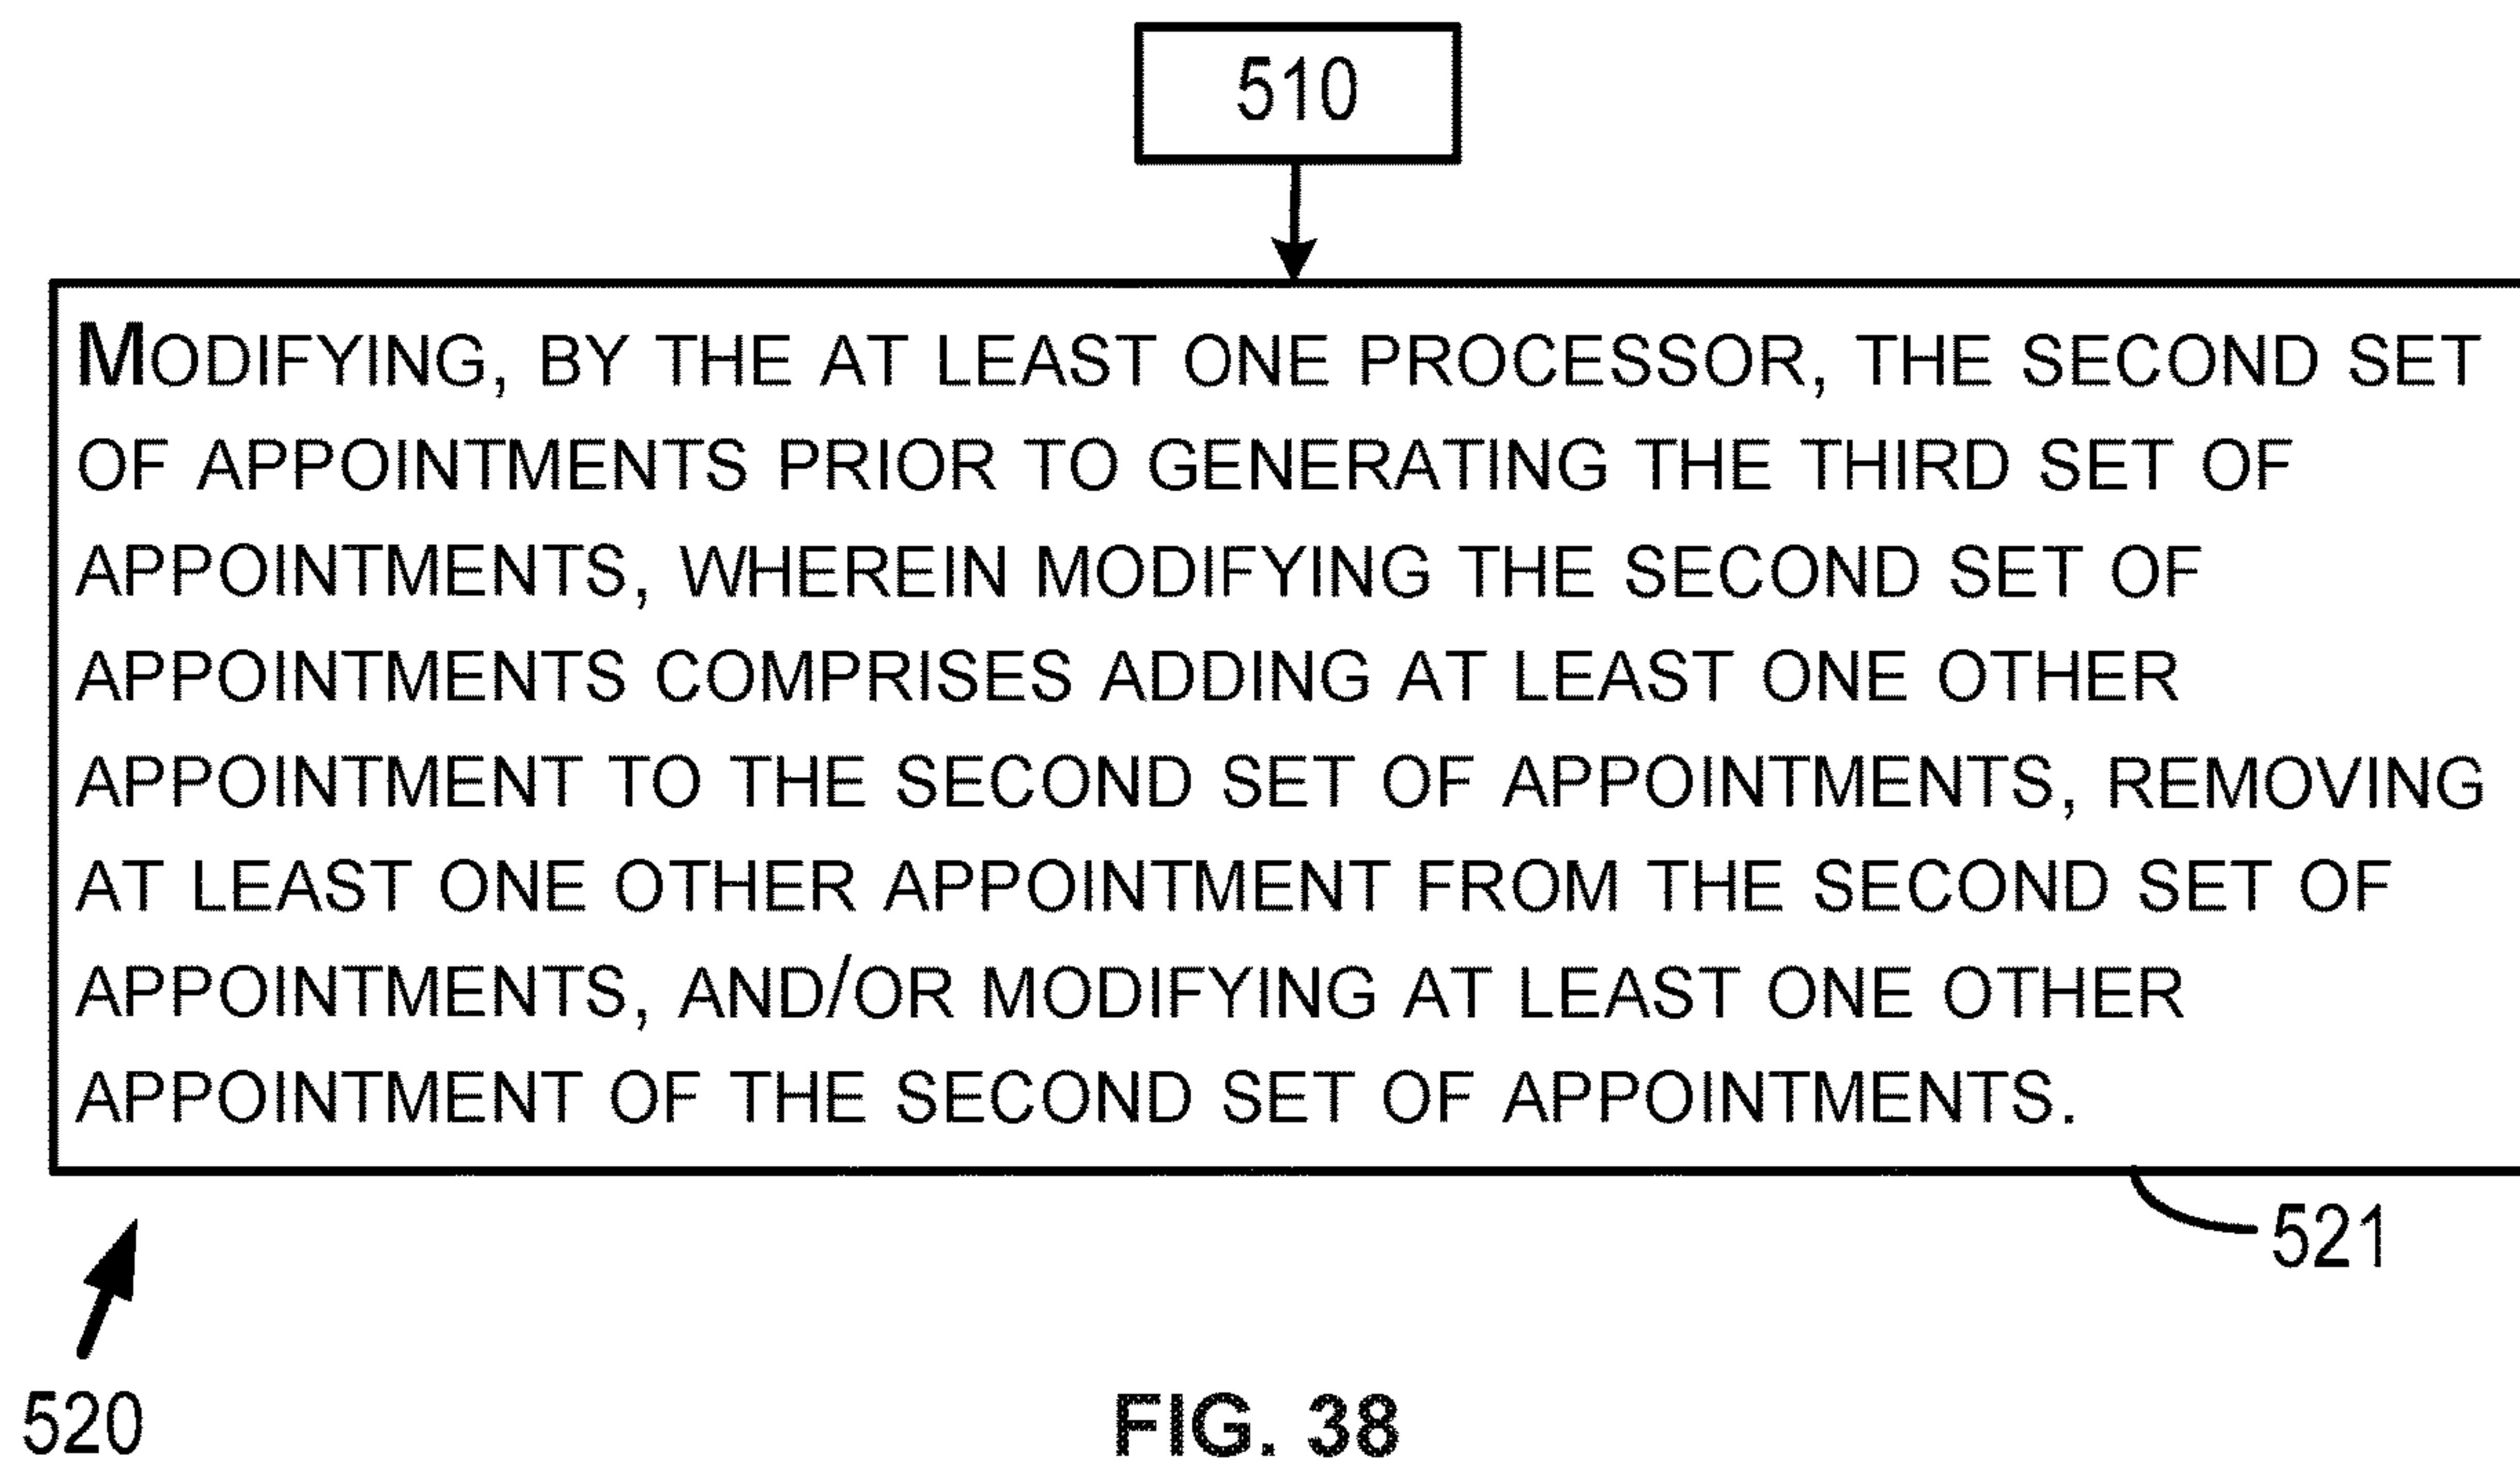 510
MODIFYING, BY THE AT LEAST ONE PROCESSOR, THE SECOND SET
OF APPOINTMENTS PRIOR TO GENERATING THE THIRD SET OF
APPOINTMENTS, WHEREIN MODIFYING THE SECOND SET OF
APPOINTMENTS COMPRISES ADDING AT LEAST ONE OTHER
APPOINTMENT TO THE SECOND SET OF APPOINTMENTS, REMOVING
AT LEAST ONE OTHER APPOINTMENT FROM THE SECOND SET OF
APPOINTMENTS, AND/OR MODIFYING AT LEAST ONE OTHER
APPOINTMENT OF THE SECOND SET OF APPOINTMENTS.
521
520
FIG. 38